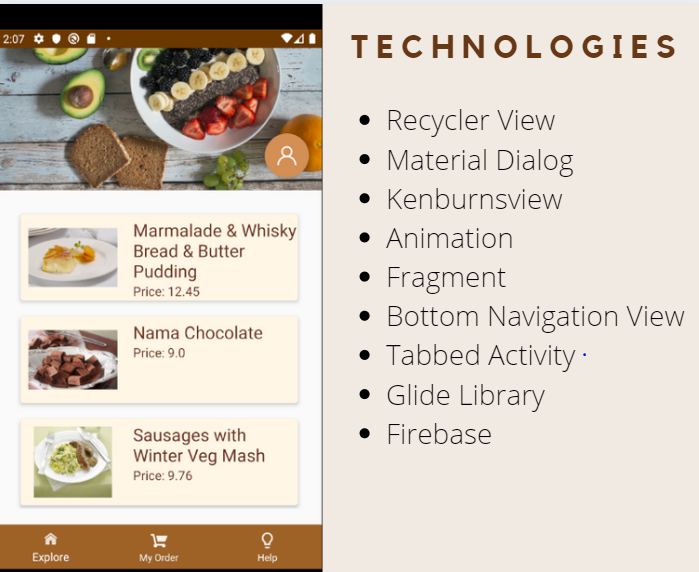 2:07
Marmalade & Whisky
Bread & Butter
Pudding
Price: 12.45
Nama Chocolate
Price: 9.0
Sausages with
Winter Veg Mash
Price: 9.76
Explore
My Order
Help
TECHNOLOGIES
• Recycler View
• Material Dialog
• Kenburnsview
• Animation
• Fragment
• Bottom Navigation View
• Tabbed Activity
• Glide Library
• Firebase